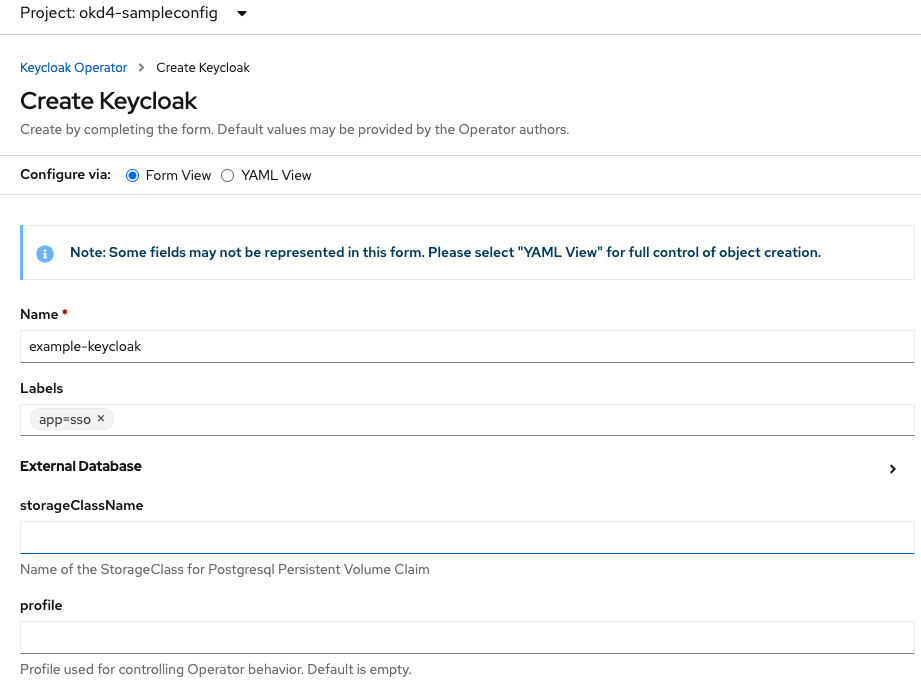 Project: okd4-sampleconfig
Keycloak Operator > Create Keycloak
Create Keycloak
Create by completing the form. Default values may be provided by the Operator authors.
Configure via: Form View YAML View
Note: Some fields may not be represented in this form. Please select "YAML View" for full control of object creation.
Name *
example-keycloak
Labels
app=sso ×
External Database
storageClassName
Name of the StorageClass for Postgresql Persistent Volume Claim
profile
Profile used for controlling Operator behavior. Default is empty.